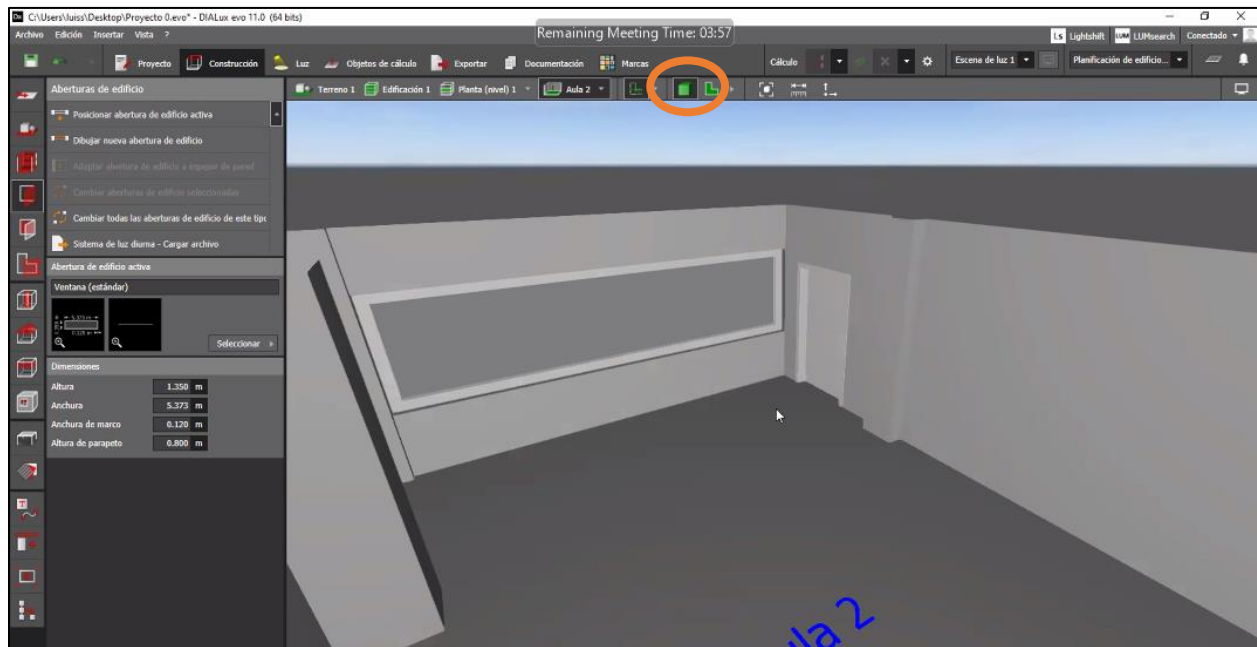 C:\Users\luiss\Desktop\Proyecto 0.evo* - DIALux evo 11.0 (64 bits)
Remaining Meeting Time: 03:57
Archivo Edición Insertar Vista ?
Ls Lightshift LUM LUMsearch Conectado
Proyecto Construcción Luz Objetos de cálculo Exportar Documentación Marcas Cálculo Escena de luz 1 Planificación de edificio...
Aberturas de edificio
Terreno 1 Edificación 1 Planta (nivel) 1 Aula 2
Posicionar abertura de edificio activa
Dibujar nueva abertura de edificio
Adaptar abertura de edificio a espesor de pared
Cambiar aberturas de edificio seleccionadas
Cambiar todas las aberturas de edificio de este tipo
Sistema de luz diurna - Cargar archivo
Abertura de edificio activa
Ventana (estándar)
Seleccionar
Dimensiones
Altura 1.350 m
Anchura 5.373 m
Anchura de marco 0.120 m
Altura de parapeto 0.800 m
ula 2